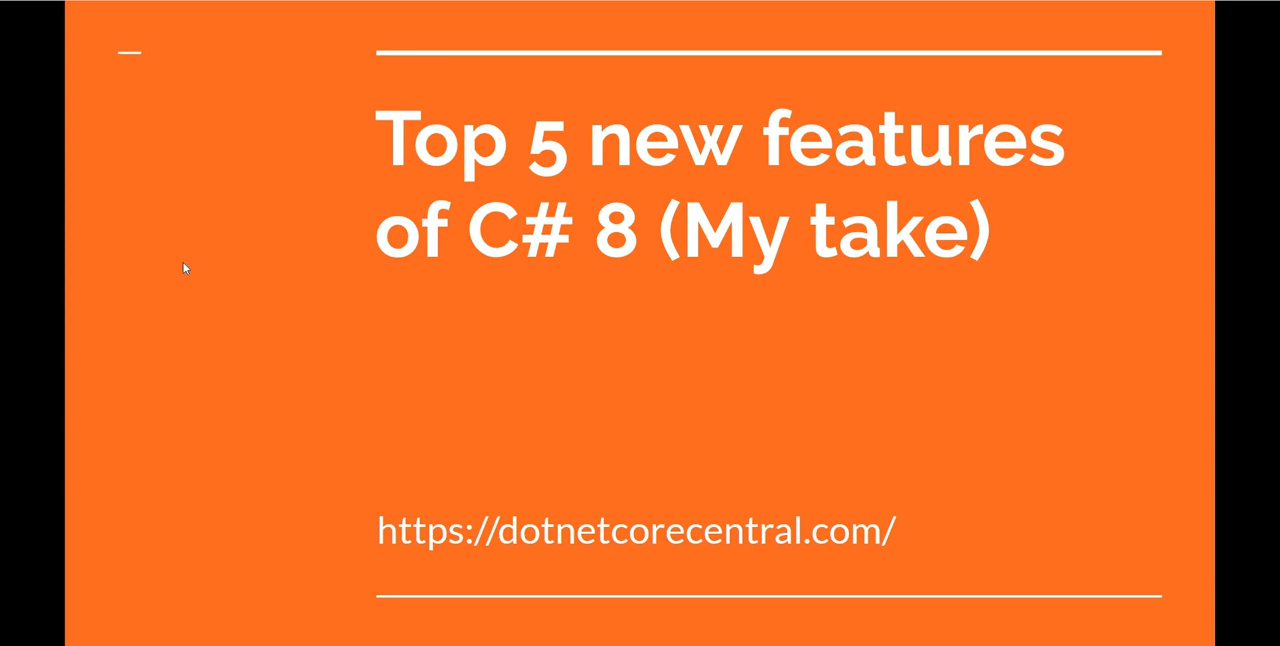 Top 5 new features
of C# 8 (My take)
https://dotnetcorecentral.com/